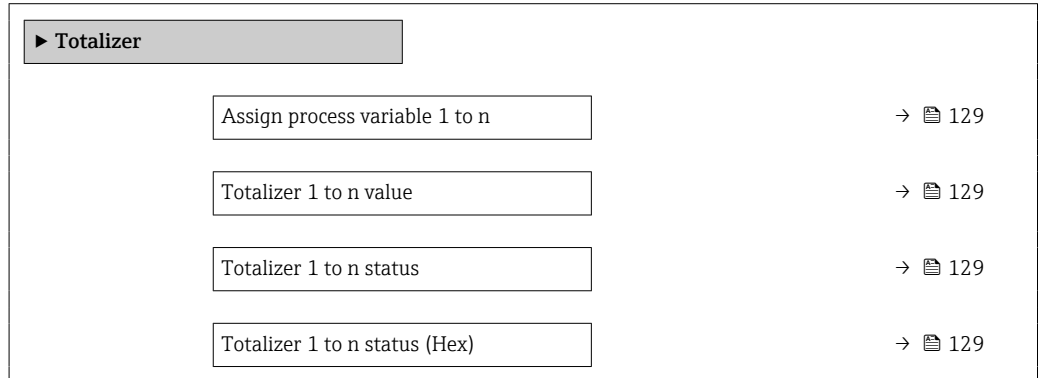 ▶ Totalizer
Assign process variable 1 to n → 129
Totalizer 1 to n value → 129
Totalizer 1 to n status → 129
Totalizer 1 to n status (Hex) → 129